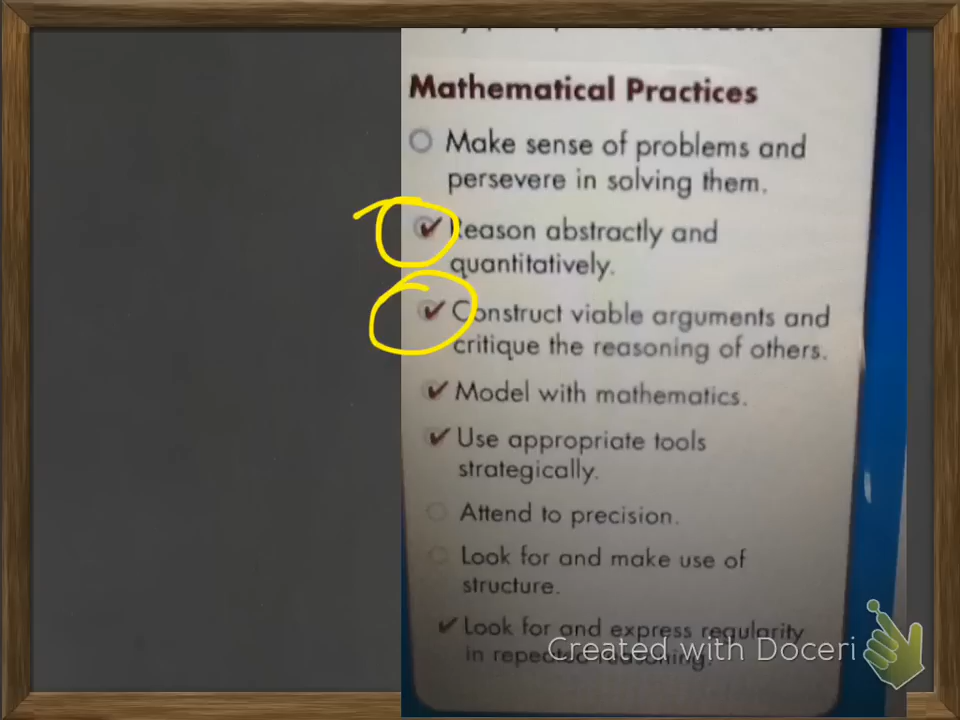 Mathematical Practices
Make sense of problems and
persevere in solving them.
Reason abstractly and
quantitatively.
Construct viable arguments and
critique the reasoning of others.
Model with mathematics.
Use appropriate tools
strategically.
Attend to precision.
Look for and make use of
structure.
Look for and express regularity
in repeated reasoning.
Created with Doceri